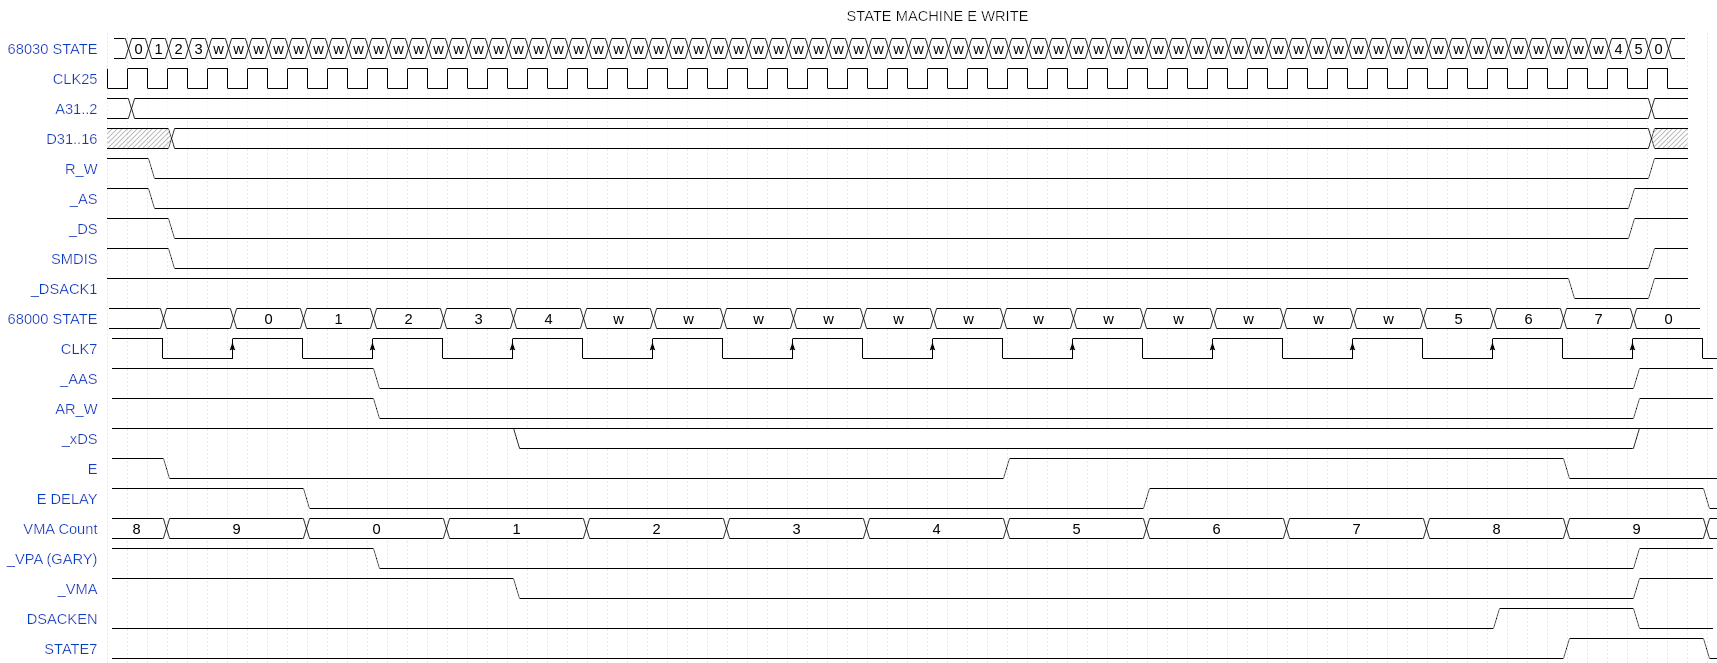 STATE MACHINE E WRITE
68030 STATE 0 1 2 3 w w w w w w w w w w w w w w w w w w w w w w w w w w w w w w w w w w w w w w w w w w w w w w w w w w w w w w w w w w w w w w w w w w w w w w 4 5 0
CLK25
A31..2
D31..16
R_W
_AS
_DS
SMDIS
_DSACK1
68000 STATE 0 1 2 3 4 w w w w w w w w w w w w 5 6 7 0
CLK7
_AAS
AR_W
_xDS
E
E DELAY
VMA Count 8 9 0 1 2 3 4 5 6 7 8 9
_VPA (GARY)
_VMA
DSACKEN
STATE7